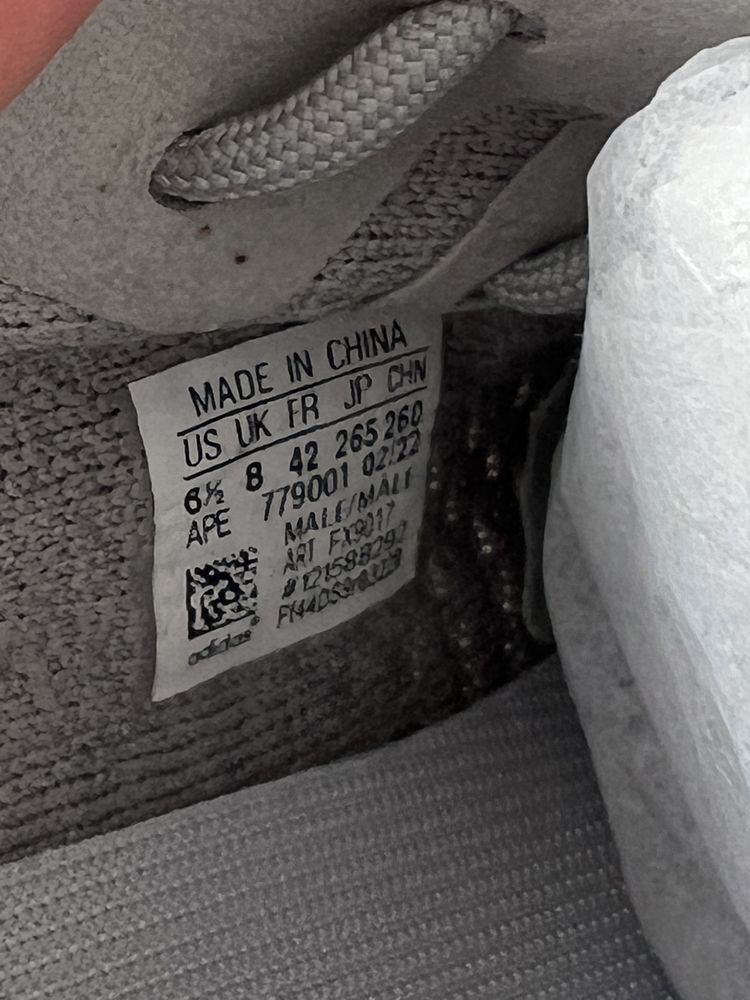 MADE IN CHINA
US UK FR JP CHN
6½ 8 42 265 260
APE 779001 02/22
MALE/MALE
ART FX9017
adidas